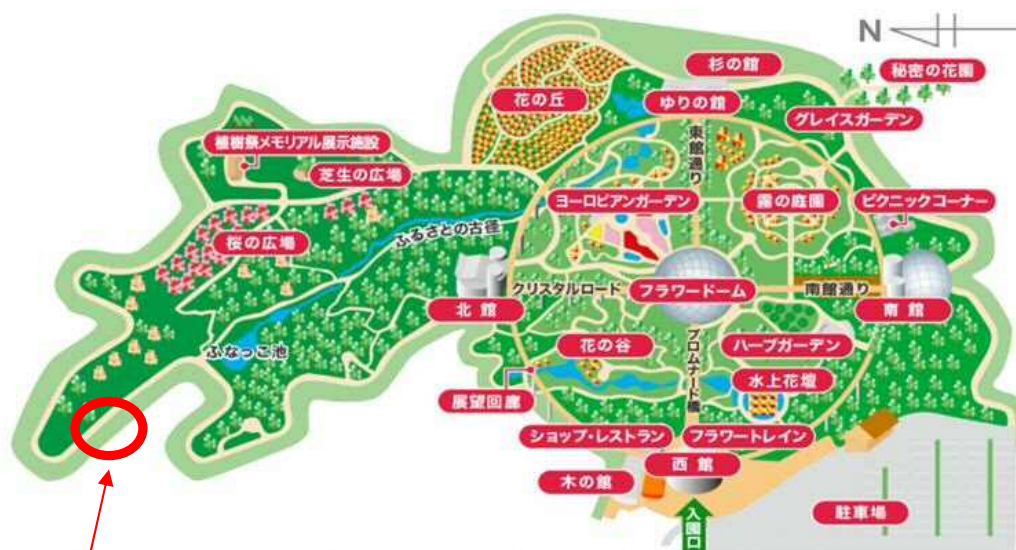 N
杉の館
秘密の花園
花の丘
ゆりの館
グレイスガーデン
植樹祭メモリアル展示施設
東館通り
芝生の広場
ヨーロピアンガーデン
霧の庭園
ピクニックコーナー
桜の広場
ふるさとの古径
クリスタルロード
フラワードーム
南館通り
北館
南館
ふなっこ池
花の谷
プロムナード橋
ハーブガーデン
展望回廊
水上花壇
ショップ・レストラン
フラワートレイン
西館
木の館
入園口
駐車場